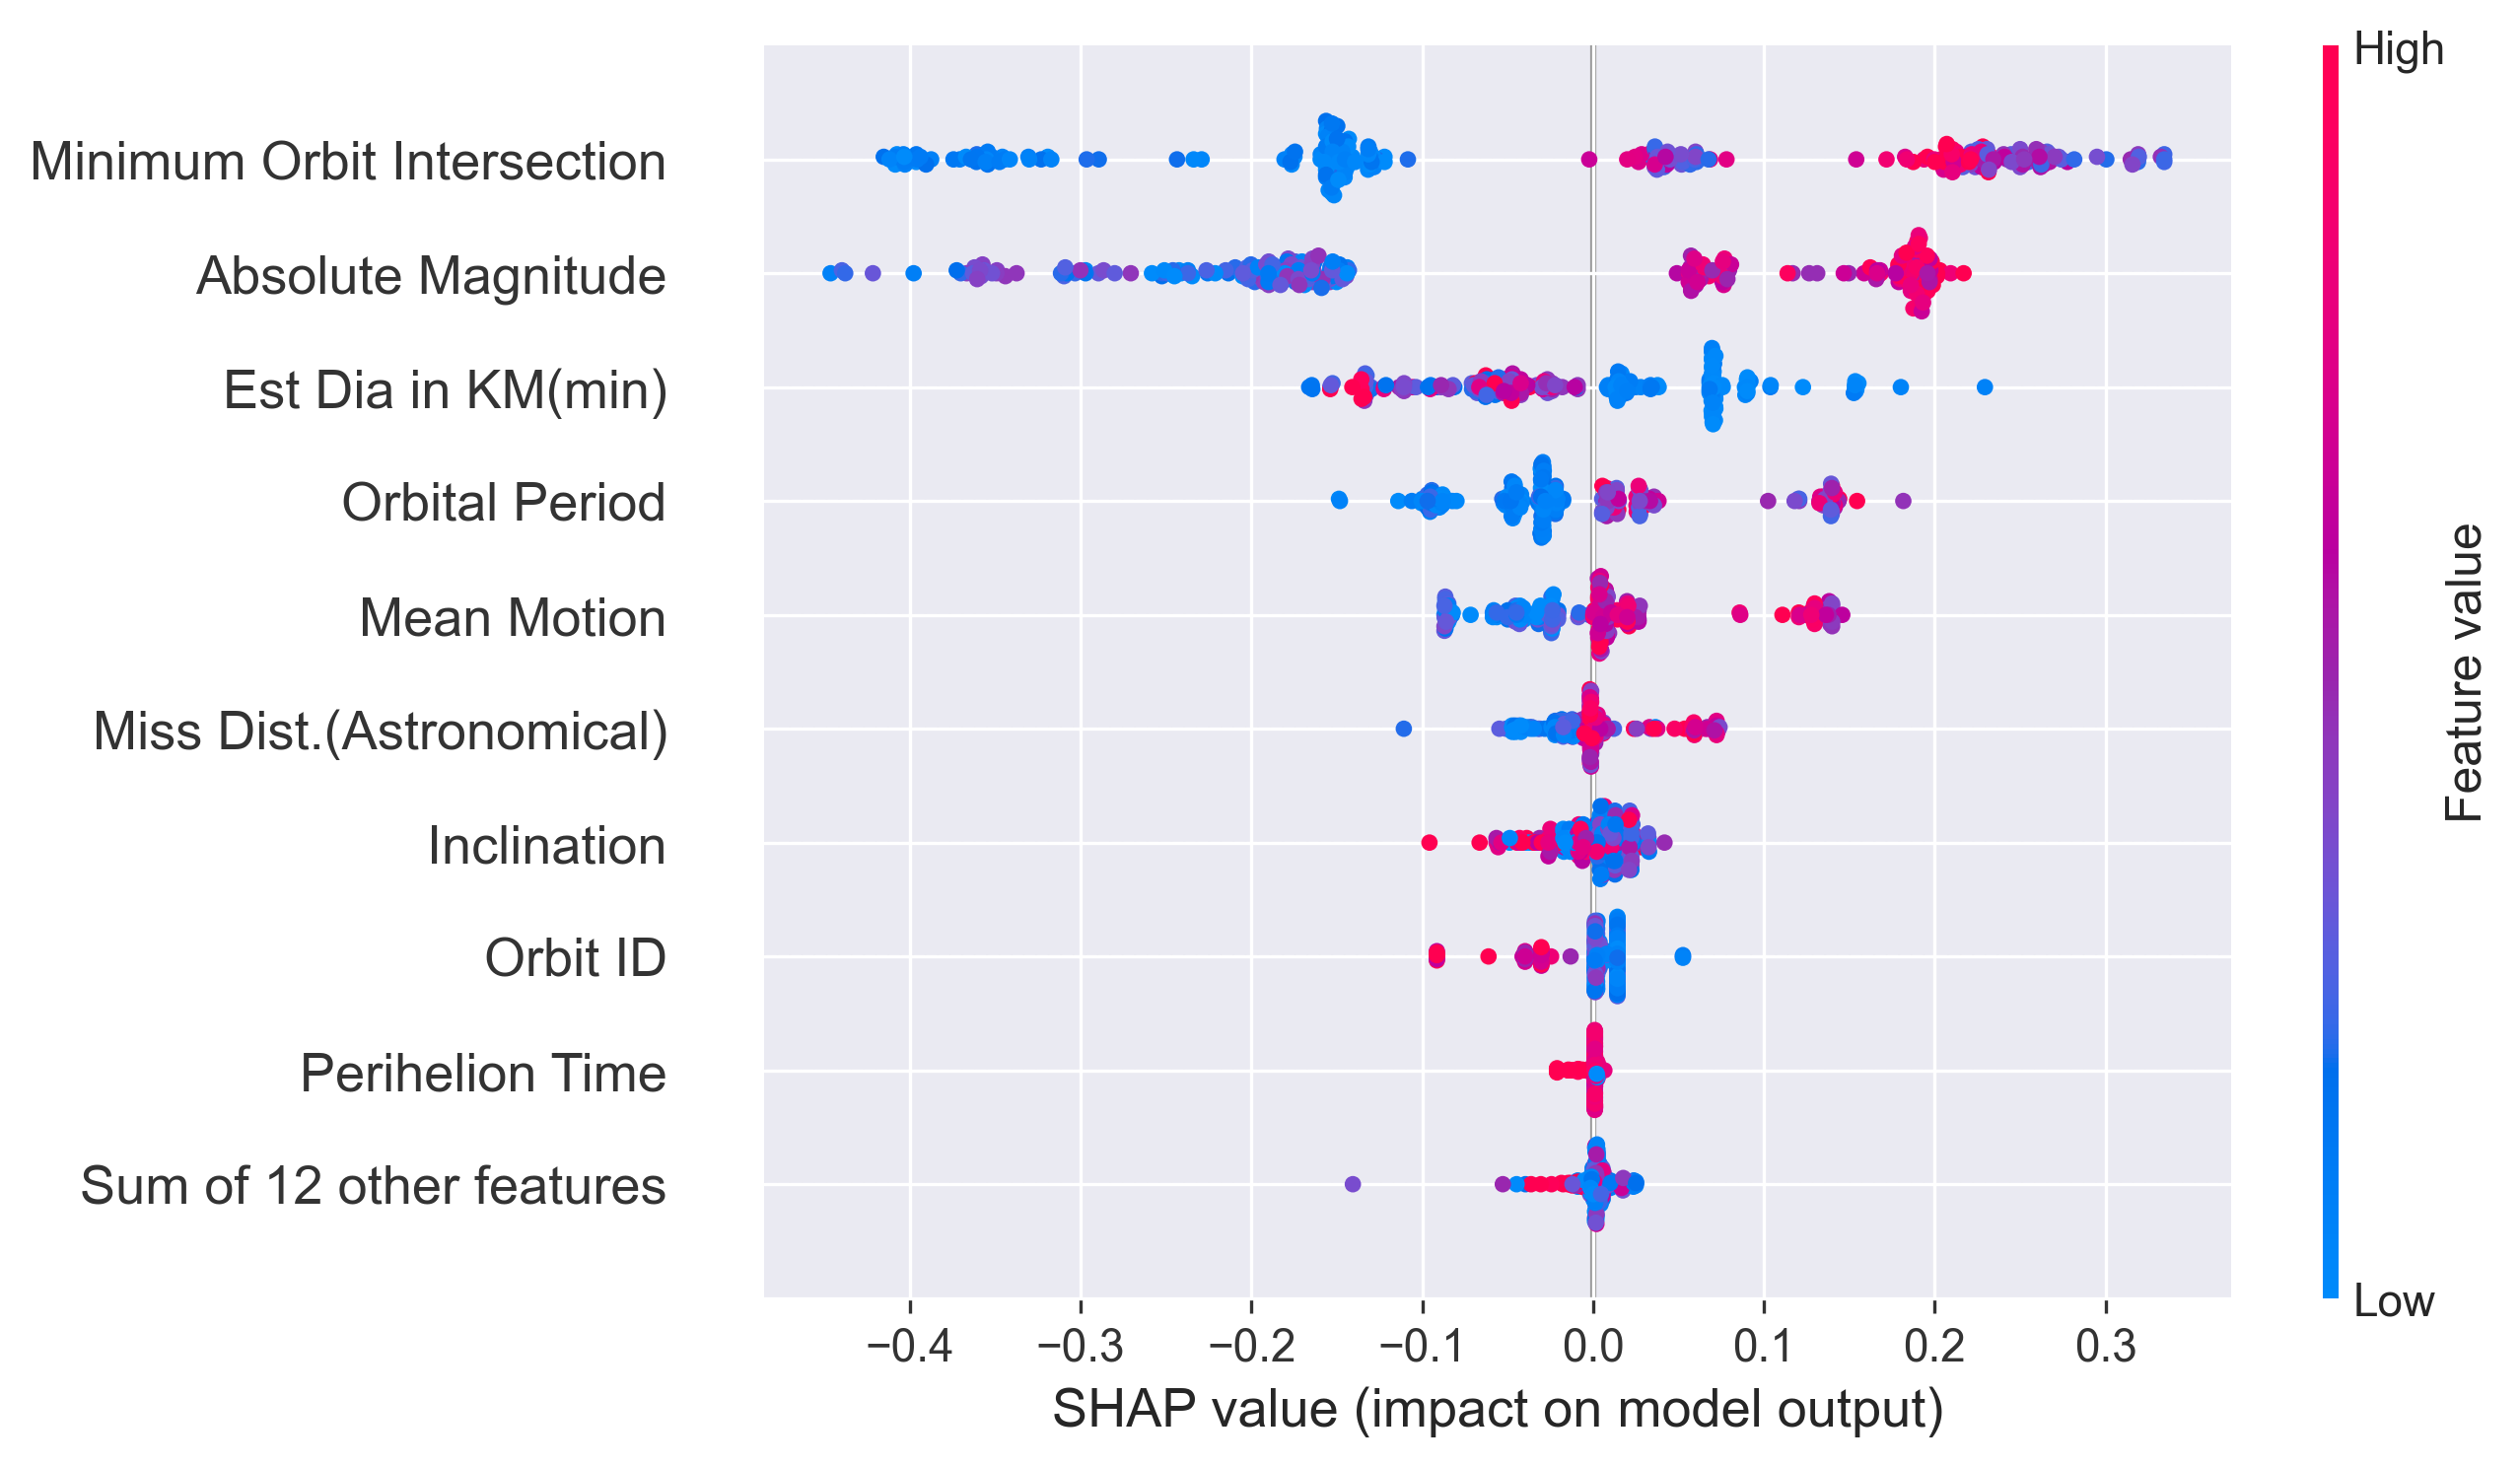 High
Minimum Orbit Intersection
Absolute Magnitude
Est Dia in KM(min)
Orbital Period
Mean Motion
Miss Dist.(Astronomical)
Inclination
Orbit ID
Perihelion Time
Sum of 12 other features
Feature value
Low
−0.4 −0.3 −0.2 −0.1 0.0 0.1 0.2 0.3
SHAP value (impact on model output)